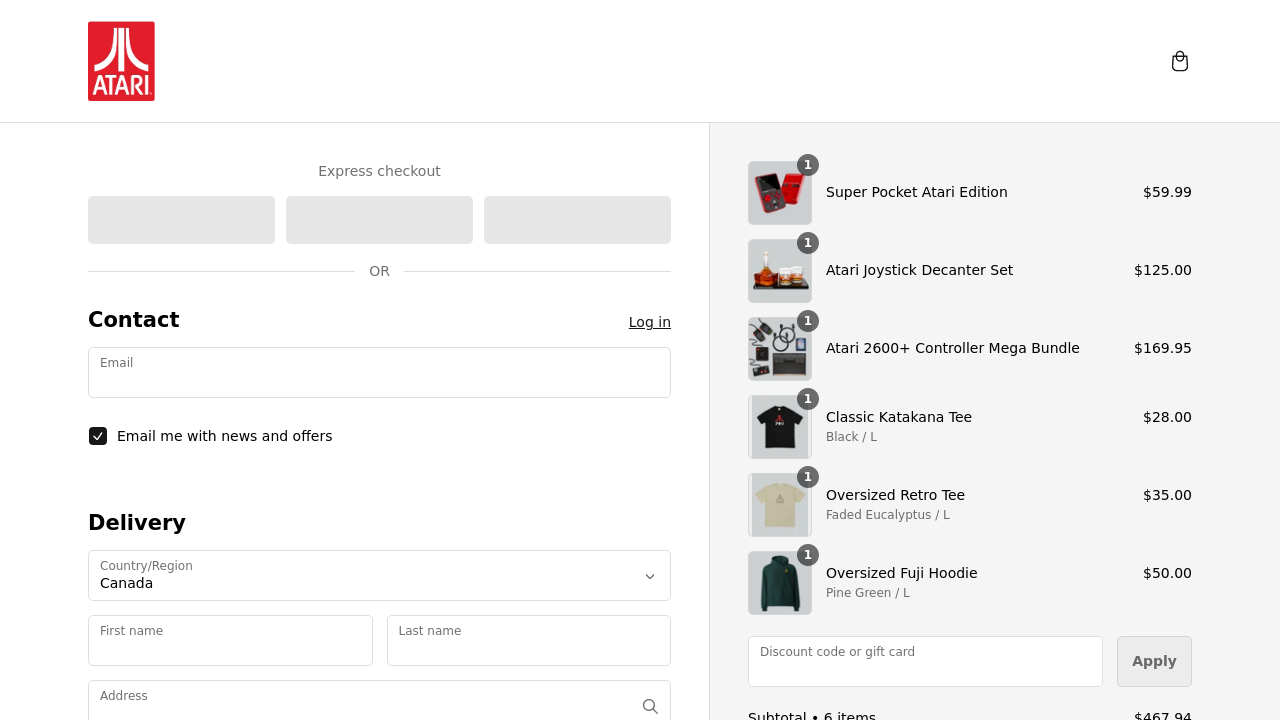 ATARI
Express checkout
OR
Contact
Log in
Email
Email me with news and offers
Delivery
Country/Region
Canada
First name
Last name
Address
1
Super Pocket Atari Edition
$59.99
1
Atari Joystick Decanter Set
$125.00
1
Atari 2600+ Controller Mega Bundle
$169.95
1
Classic Katakana Tee
Black / L
$28.00
1
Oversized Retro Tee
Faded Eucalyptus / L
$35.00
1
Oversized Fuji Hoodie
Pine Green / L
$50.00
Discount code or gift card
Apply
Subtotal • 6 items
$467.94